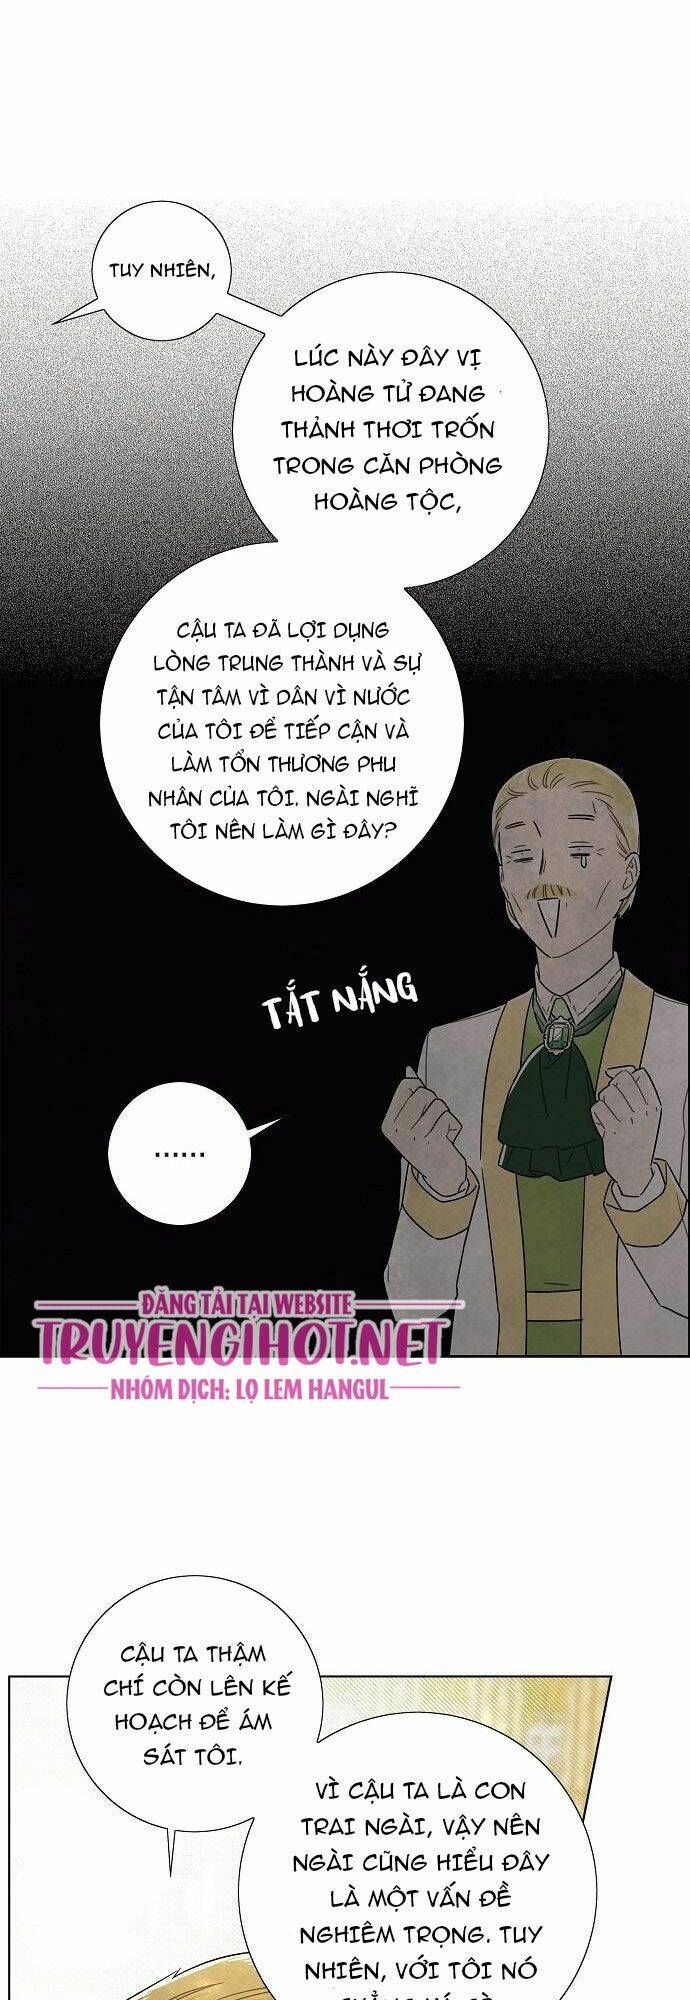 TUY NHIÊN,
LÚC NÀY ĐÂY VỊ
HOÀNG TỬ ĐANG
THẢNH THƠI TRỐN
TRONG CĂN PHÒNG
HOÀNG TỘC,
CẬU TA ĐÃ LỢI DỤNG
LÒNG TRUNG THÀNH VÀ SỰ
TẬN TÂM VÌ DÂN VÌ NƯỚC
CỦA TÔI ĐỂ TIẾP CẬN VÀ
LÀM TỔN THƯƠNG PHU
NHÂN CỦA TÔI. NGÀI NGHĨ
TÔI NÊN LÀM GÌ ĐÂY?
TẮT NẮNG
......
ĐĂNG TẢI TẠI WEBSITE
TRUYENGIHOT.NET
NHÓM DỊCH: LỌ LEM HANGUL
CẬU TA THẬM
CHÍ CÒN LÊN KẾ
HOẠCH ĐỂ ÁM
SÁT TÔI.
VÌ CẬU TA LÀ CON
TRAI NGÀI, VẬY NÊN
NGÀI CŨNG HIỂU ĐÂY
LÀ MỘT VẤN ĐỀ
NGHIÊM TRỌNG. TUY
NHIÊN, VỚI TÔI NÓ